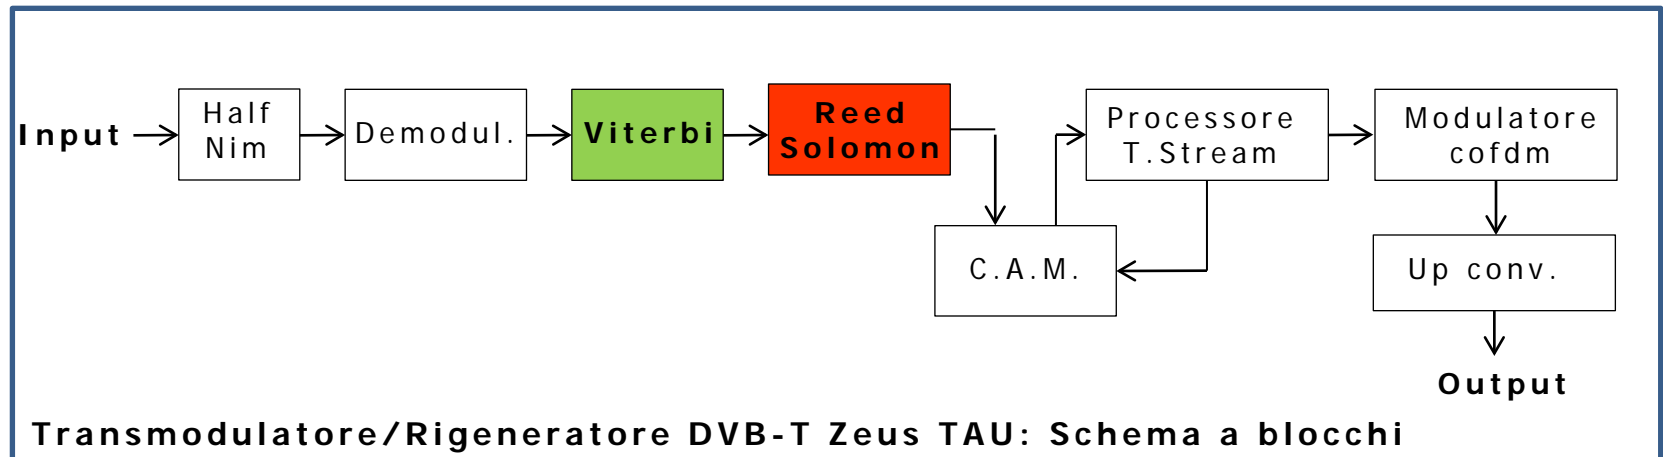 Input
Half
Nim
Demodul.
Viterbi
Reed
Solomon
C.A.M.
Processore
T.Stream
Modulatore
cofdm
Up conv.
Output
Transmodulatore/Rigeneratore DVB-T Zeus TAU: Schema a blocchi